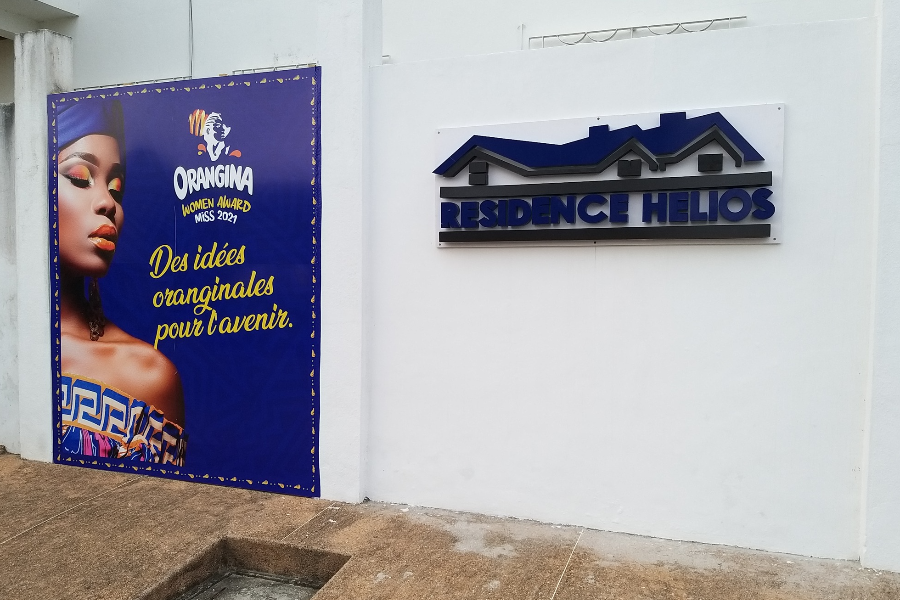 ORANGINA
WOMEN AWARD
MISS 2021
Des idées
oranginales
pour l'avenir.
RESIDENCE HELIOS